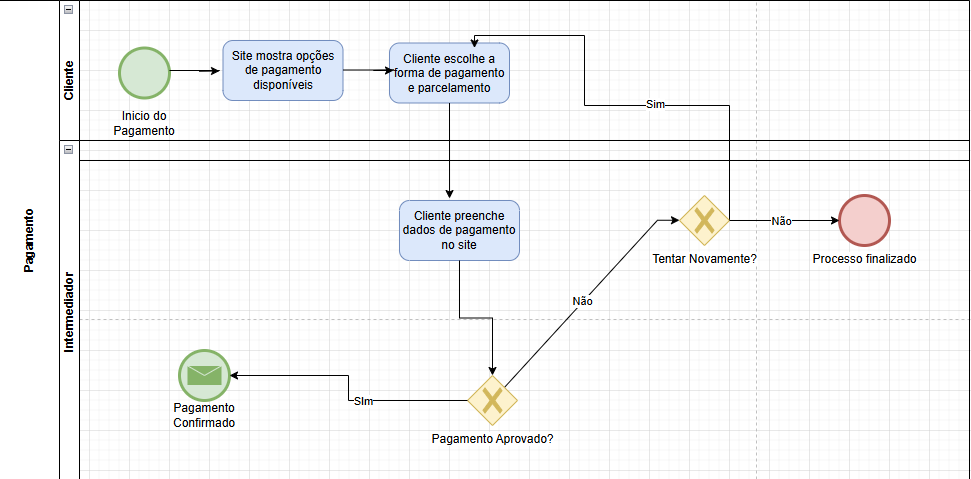 Pagamento
Cliente
Inicio do
Pagamento
Site mostra opções
de pagamento
disponíveis
Cliente escolhe a
forma de pagamento
e parcelamento
Sim
Intermediador
Cliente preenche
dados de pagamento
no site
Não
Tentar Novamente?
Não
Processo finalizado
SIm
Pagamento
Confirmado
Pagamento Aprovado?